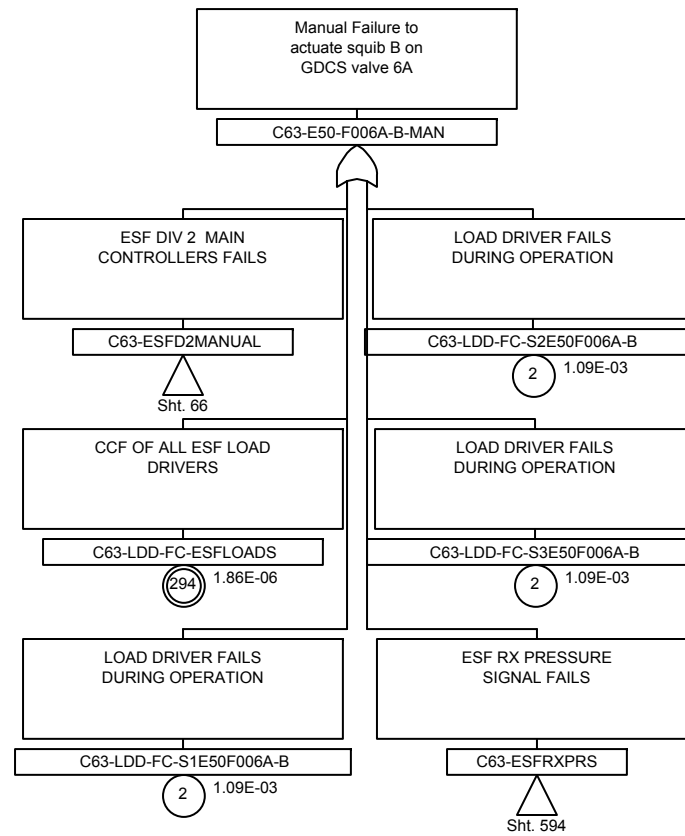 Manual Failure to
actuate squib B on
GDCS valve 6A
C63-E50-F006A-B-MAN
ESF DIV 2 MAIN
CONTROLLERS FAILS
C63-ESFD2MANUAL
Sht. 66
LOAD DRIVER FAILS
DURING OPERATION
C63-LDD-FC-S2E50F006A-B
2
1.09E-03
CCF OF ALL ESF LOAD
DRIVERS
C63-LDD-FC-ESFLOADS
294
1.86E-06
LOAD DRIVER FAILS
DURING OPERATION
C63-LDD-FC-S3E50F006A-B
2
1.09E-03
LOAD DRIVER FAILS
DURING OPERATION
C63-LDD-FC-S1E50F006A-B
2
1.09E-03
ESF RX PRESSURE
SIGNAL FAILS
C63-ESFRXPRS
Sht. 594